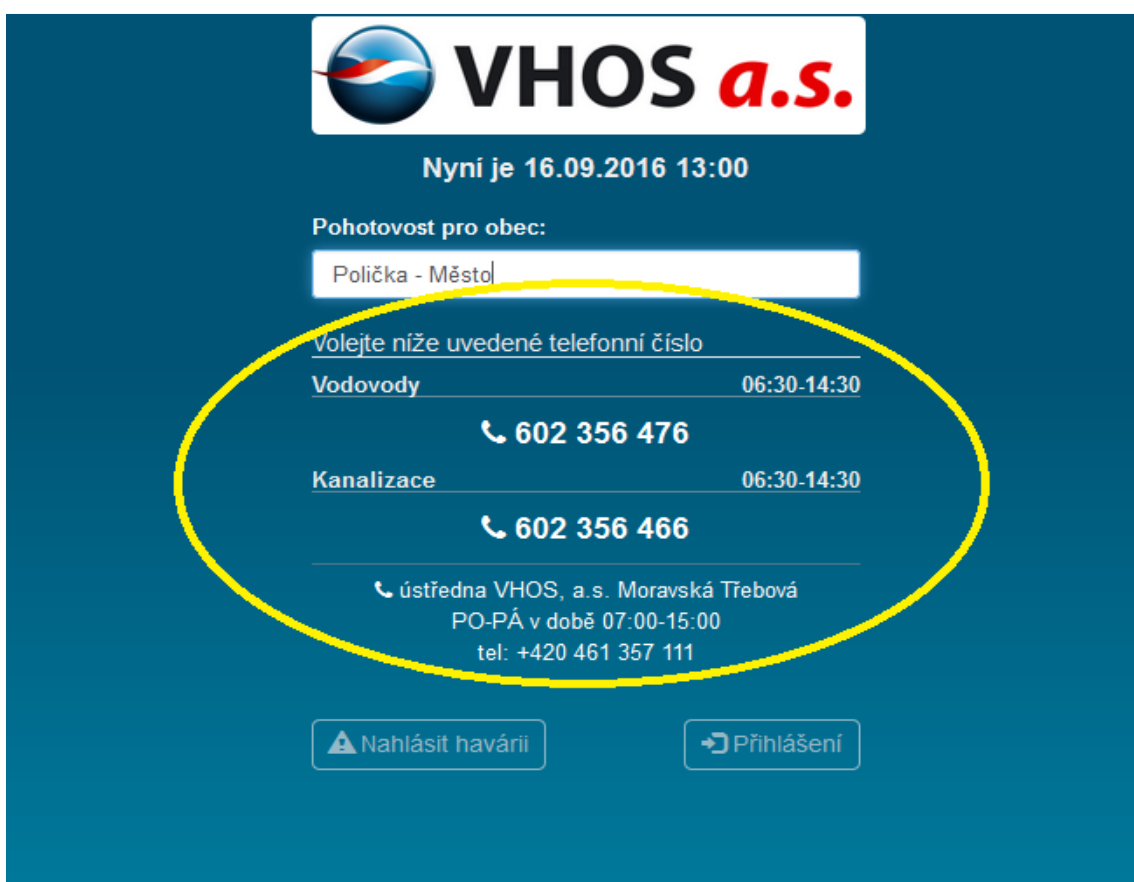 VHOS a.s.
Nyní je 16.09.2016 13:00
Pohotovost pro obec:
Polička - Město
Volejte níže uvedené telefonní číslo
Vodovody 06:30-14:30
602 356 476
Kanalizace 06:30-14:30
602 356 466
ústředna VHOS, a.s. Moravská Třebová
PO-PÁ v době 07:00-15:00
tel: +420 461 357 111
Nahlásit havárii Přihlášení